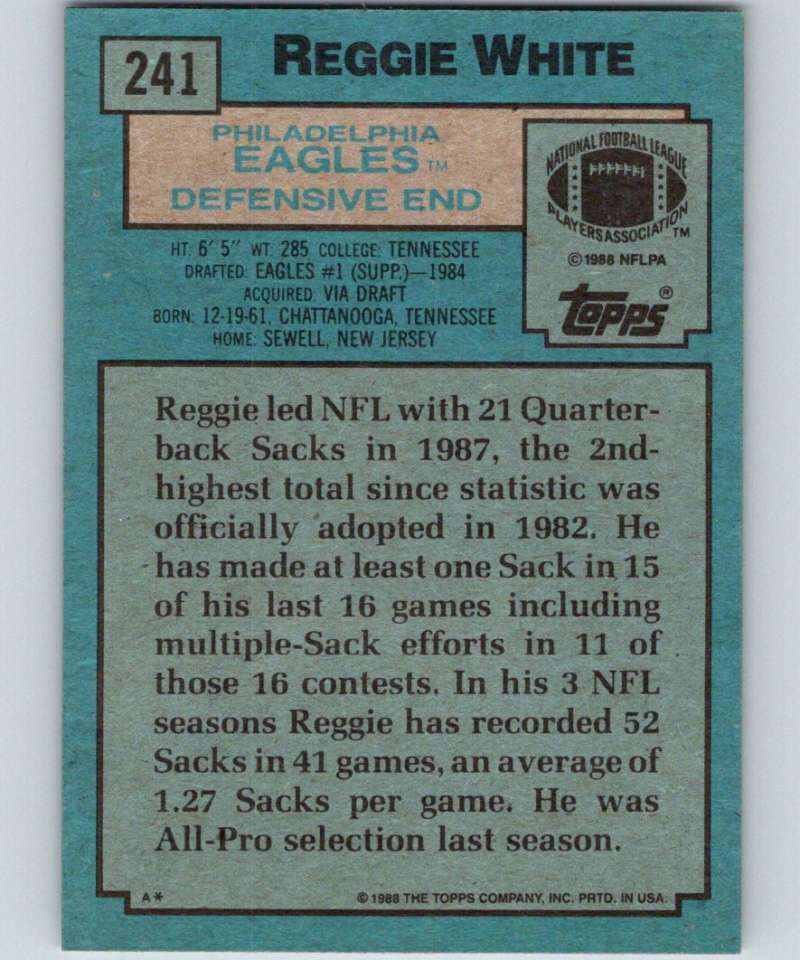 241
REGGIE WHITE
PHILADELPHIA
EAGLES™
DEFENSIVE END
NATIONAL FOOTBALL LEAGUE
PLAYERS ASSOCIATION™
©1988 NFLPA
topps®
HT: 6' 5" WT: 285 COLLEGE: TENNESSEE
DRAFTED: EAGLES #1 (SUPP.)—1984
ACQUIRED: VIA DRAFT
BORN: 12-19-61, CHATTANOOGA, TENNESSEE
HOME: SEWELL, NEW JERSEY
Reggie led NFL with 21 Quarter-
back Sacks in 1987, the 2nd-
highest total since statistic was
officially adopted in 1982. He
has made at least one Sack in 15
of his last 16 games including
multiple-Sack efforts in 11 of
those 16 contests. In his 3 NFL
seasons Reggie has recorded 52
Sacks in 41 games, an average of
1.27 Sacks per game. He was
All-Pro selection last season.
A*
©1988 THE TOPPS COMPANY, INC. PRTD. IN USA.